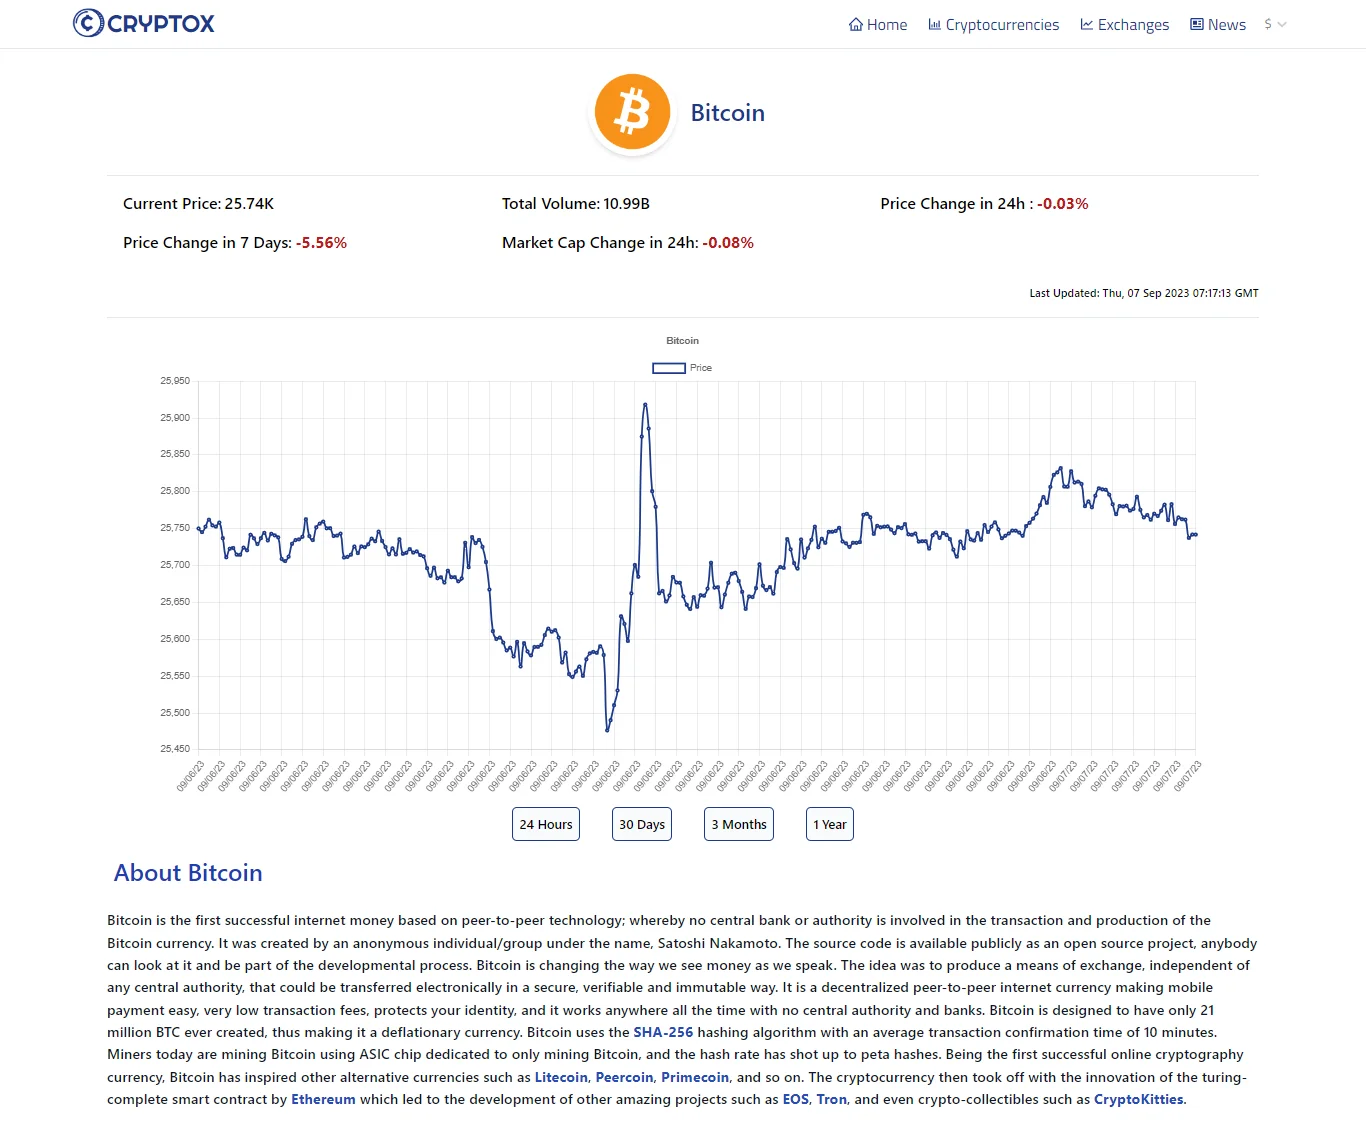 CRYPTOX
Home Cryptocurrencies Exchanges News $
Bitcoin
Current Price: 25.74K Total Volume: 10.99B Price Change in 24h : -0.03%
Price Change in 7 Days: -5.56% Market Cap Change in 24h: -0.08%
Last Updated: Thu, 07 Sep 2023 07:17:13 GMT
Bitcoin
Price
25,950
25,900
25,850
25,800
25,750
25,700
25,650
25,600
25,550
25,500
25,450
09/06/23 09/06/23 09/06/23 09/06/23 09/06/23 09/06/23 09/06/23 09/06/23 09/06/23 09/06/23 09/06/23 09/06/23 09/06/23 09/06/23 09/06/23 09/06/23 09/06/23 09/06/23 09/06/23 09/06/23 09/06/23 09/06/23 09/06/23 09/06/23 09/06/23 09/06/23 09/06/23 09/06/23 09/06/23 09/06/23 09/06/23 09/06/23 09/06/23 09/06/23 09/06/23 09/06/23 09/06/23 09/06/23 09/06/23 09/06/23 09/06/23 09/06/23 09/07/23 09/07/23 09/07/23 09/07/23 09/07/23 09/07/23 09/07/23
24 Hours 30 Days 3 Months 1 Year
About Bitcoin
Bitcoin is the first successful internet money based on peer-to-peer technology; whereby no central bank or authority is involved in the transaction and production of the
Bitcoin currency. It was created by an anonymous individual/group under the name, Satoshi Nakamoto. The source code is available publicly as an open source project, anybody
can look at it and be part of the developmental process. Bitcoin is changing the way we see money as we speak. The idea was to produce a means of exchange, independent of
any central authority, that could be transferred electronically in a secure, verifiable and immutable way. It is a decentralized peer-to-peer internet currency making mobile
payment easy, very low transaction fees, protects your identity, and it works anywhere all the time with no central authority and banks. Bitcoin is designed to have only 21
million BTC ever created, thus making it a deflationary currency. Bitcoin uses the SHA-256 hashing algorithm with an average transaction confirmation time of 10 minutes.
Miners today are mining Bitcoin using ASIC chip dedicated to only mining Bitcoin, and the hash rate has shot up to peta hashes. Being the first successful online cryptography
currency, Bitcoin has inspired other alternative currencies such as Litecoin, Peercoin, Primecoin, and so on. The cryptocurrency then took off with the innovation of the turing-
complete smart contract by Ethereum which led to the development of other amazing projects such as EOS, Tron, and even crypto-collectibles such as CryptoKitties.